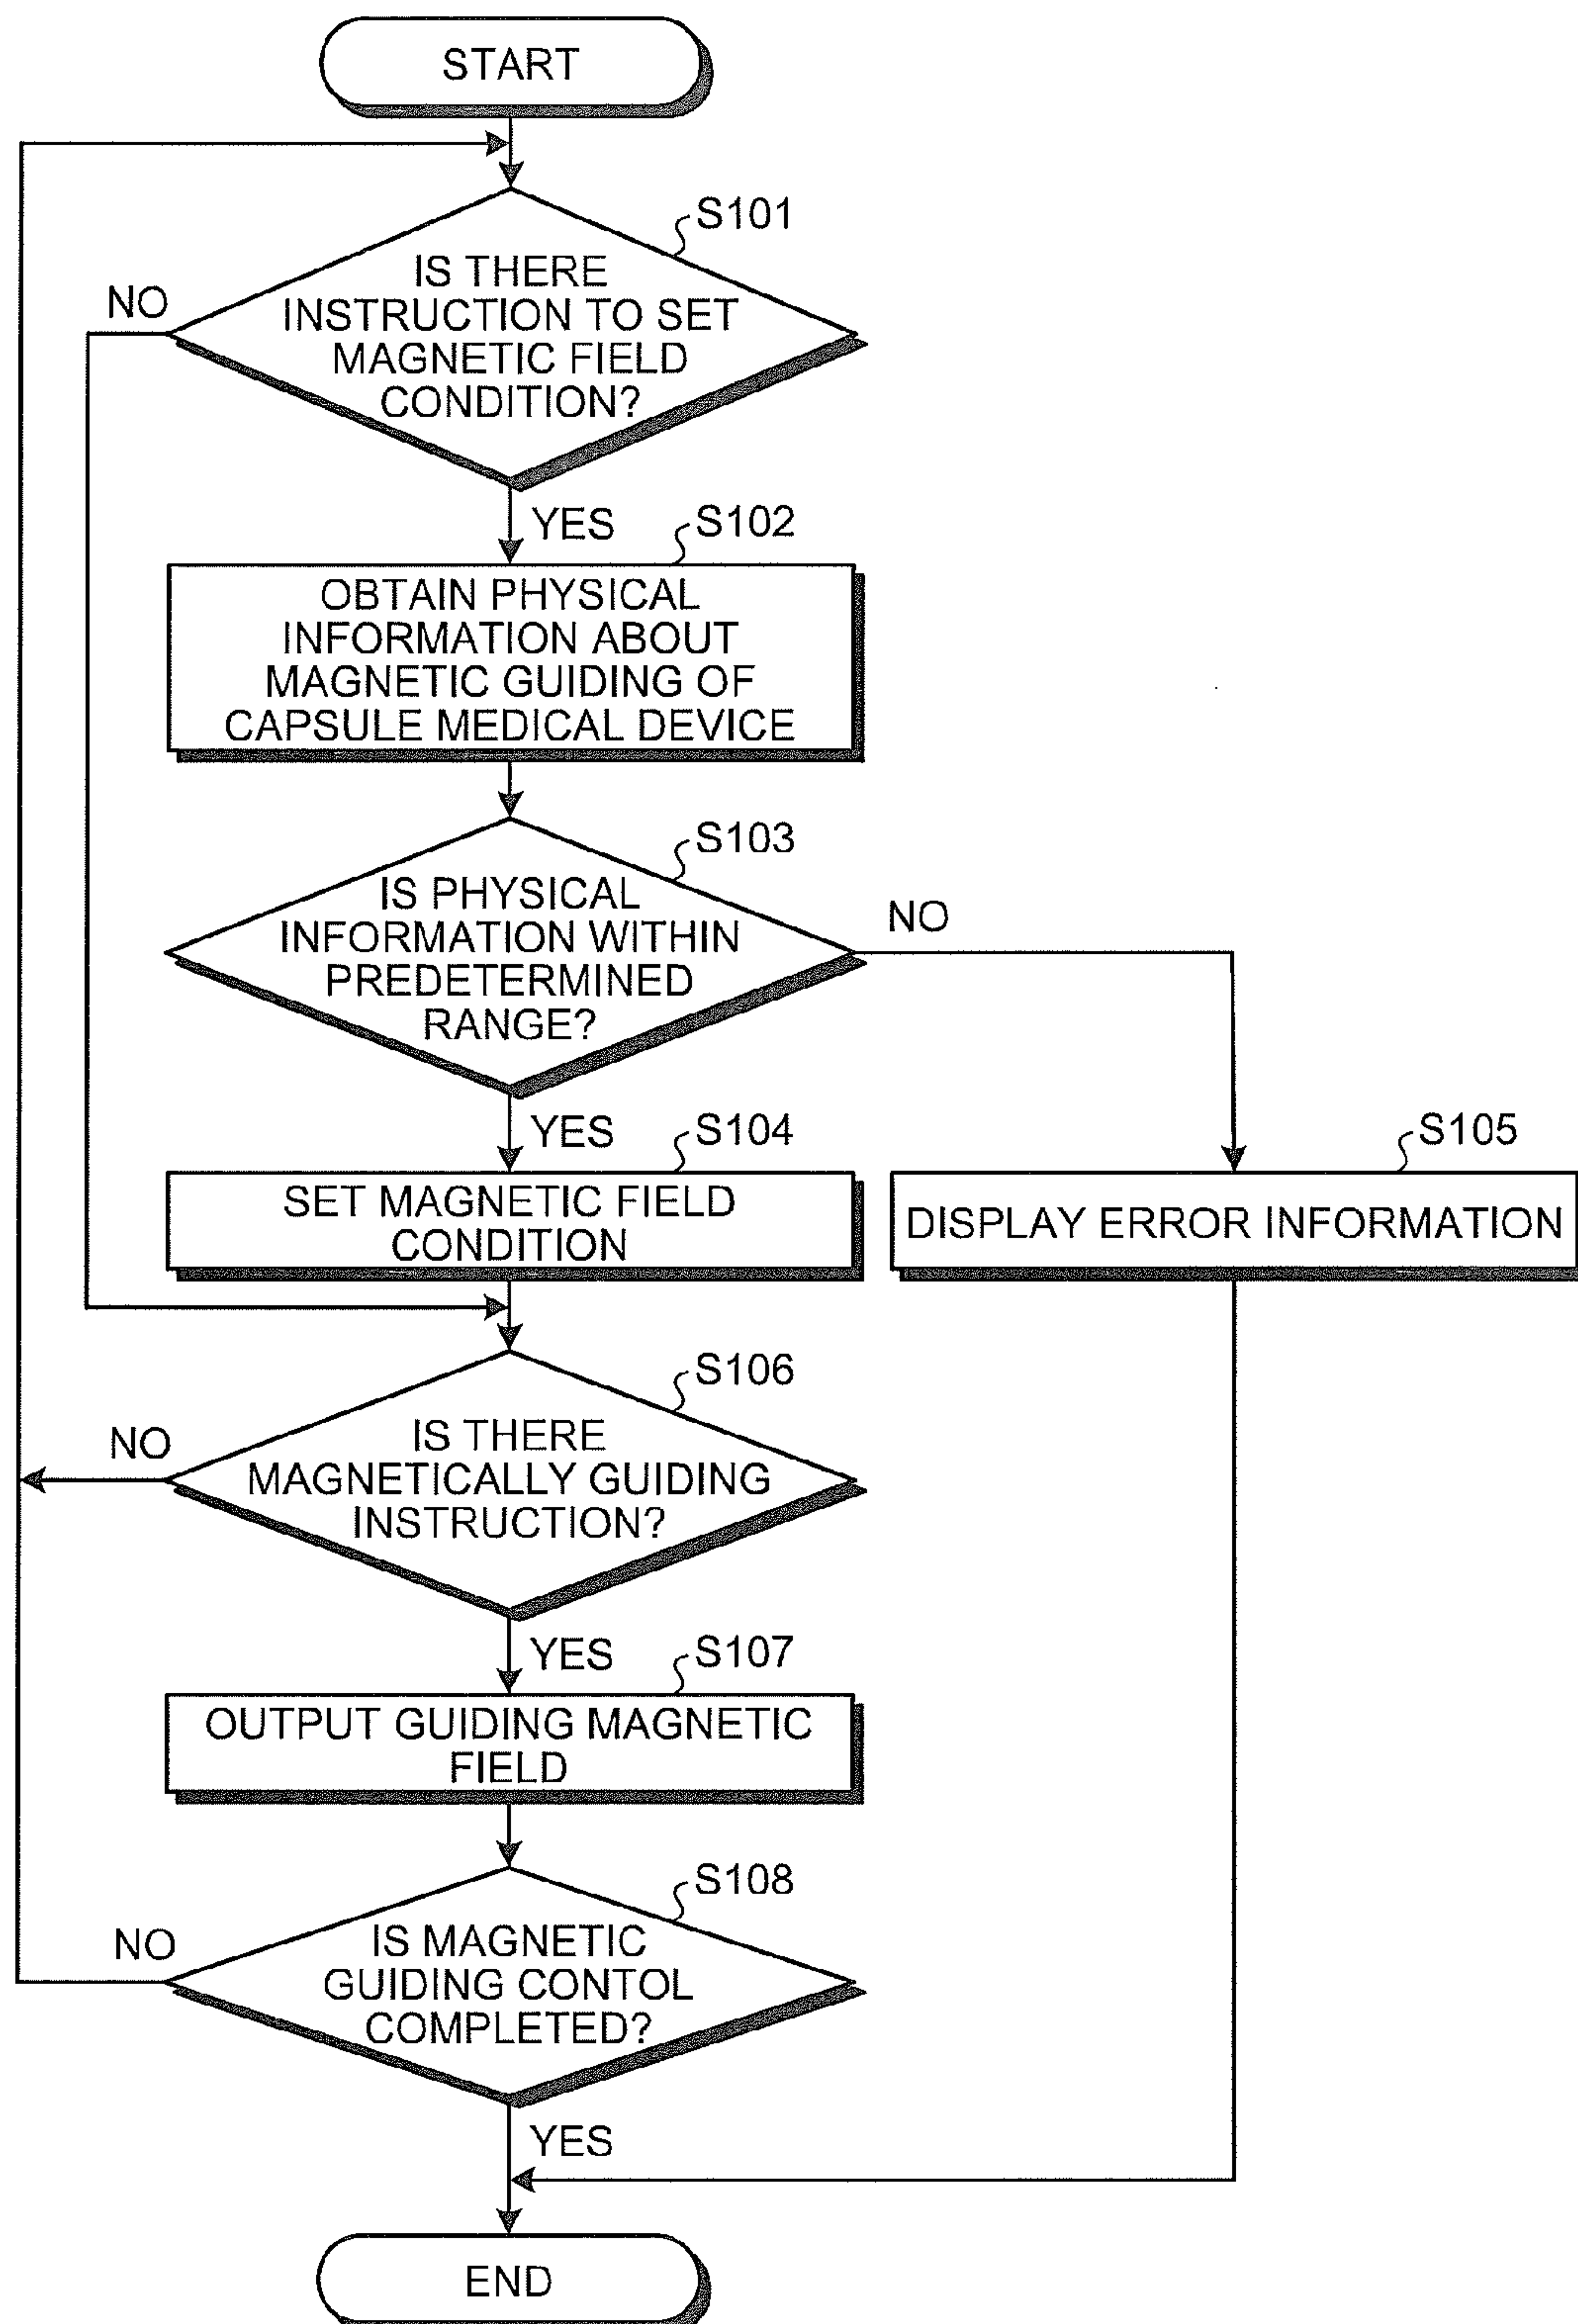 START
S101
IS THERE
INSTRUCTION TO SET
MAGNETIC FIELD
CONDITION?
NO
YES
S102
OBTAIN PHYSICAL
INFORMATION ABOUT
MAGNETIC GUIDING OF
CAPSULE MEDICAL DEVICE
S103
IS PHYSICAL
INFORMATION WITHIN
PREDETERMINED
RANGE?
NO
YES
S104
SET MAGNETIC FIELD
CONDITION
S105
DISPLAY ERROR INFORMATION
S106
IS THERE
MAGNETICALLY GUIDING
INSTRUCTION?
NO
YES
S107
OUTPUT GUIDING MAGNETIC
FIELD
S108
IS MAGNETIC
GUIDING CONTOL
COMPLETED?
NO
YES
END